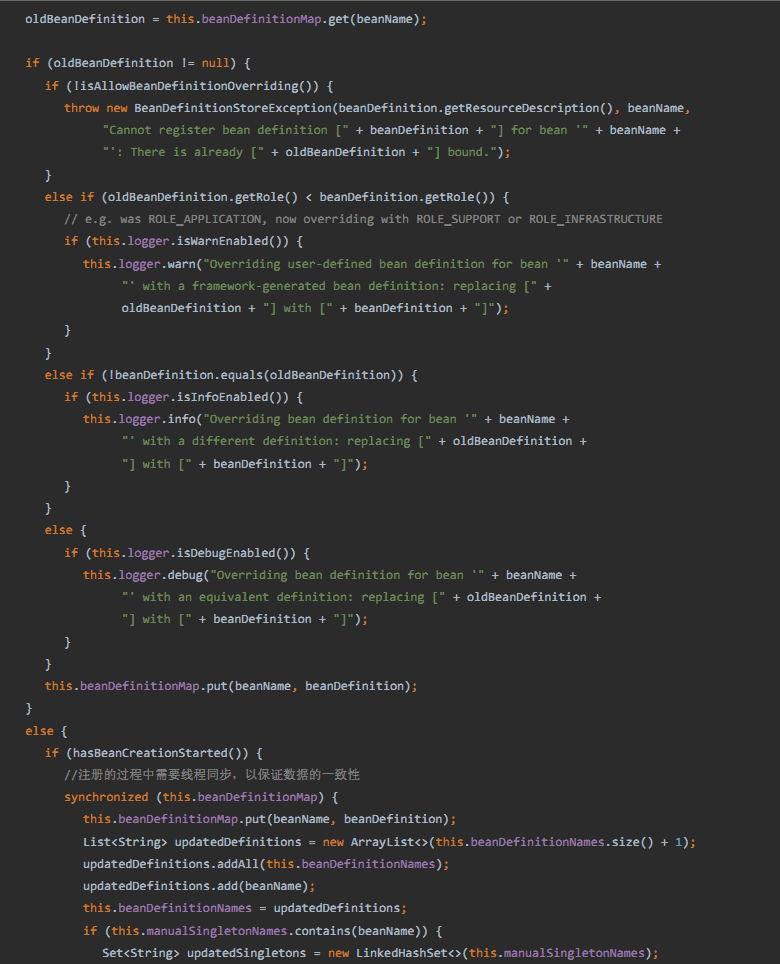 oldBeanDefinition = this.beanDefinitionMap.get(beanName);
if (oldBeanDefinition != null) {
if (!isAllowBeanDefinitionOverriding()) {
throw new BeanDefinitionStoreException(beanDefinition.getResourceDescription(), beanName,
"Cannot register bean definition [" + beanDefinition + "] for bean '" + beanName +
"': There is already [" + oldBeanDefinition + "] bound.");
}
else if (oldBeanDefinition.getRole() < beanDefinition.getRole()) {
// e.g. was ROLE_APPLICATION, now overriding with ROLE_SUPPORT or ROLE_INFRASTRUCTURE
if (this.logger.isWarnEnabled()) {
this.logger.warn("Overriding user-defined bean definition for bean '" + beanName +
"' with a framework-generated bean definition: replacing [" +
oldBeanDefinition + "] with [" + beanDefinition + "]");
}
}
else if (!beanDefinition.equals(oldBeanDefinition)) {
if (this.logger.isInfoEnabled()) {
this.logger.info("Overriding bean definition for bean '" + beanName +
"' with a different definition: replacing [" + oldBeanDefinition +
"] with [" + beanDefinition + "]");
}
}
else {
if (this.logger.isDebugEnabled()) {
this.logger.debug("Overriding bean definition for bean '" + beanName +
"' with an equivalent definition: replacing [" + oldBeanDefinition +
"] with [" + beanDefinition + "]");
}
}
this.beanDefinitionMap.put(beanName, beanDefinition);
}
else {
if (hasBeanCreationStarted()) {
//注册的过程中需要线程同步，以保证数据的一致性
synchronized (this.beanDefinitionMap) {
this.beanDefinitionMap.put(beanName, beanDefinition);
List<String> updatedDefinitions = new ArrayList<>(this.beanDefinitionNames.size() + 1);
updatedDefinitions.addAll(this.beanDefinitionNames);
updatedDefinitions.add(beanName);
this.beanDefinitionNames = updatedDefinitions;
if (this.manualSingletonNames.contains(beanName)) {
Set<String> updatedSingletons = new LinkedHashSet<>(this.manualSingletonNames);